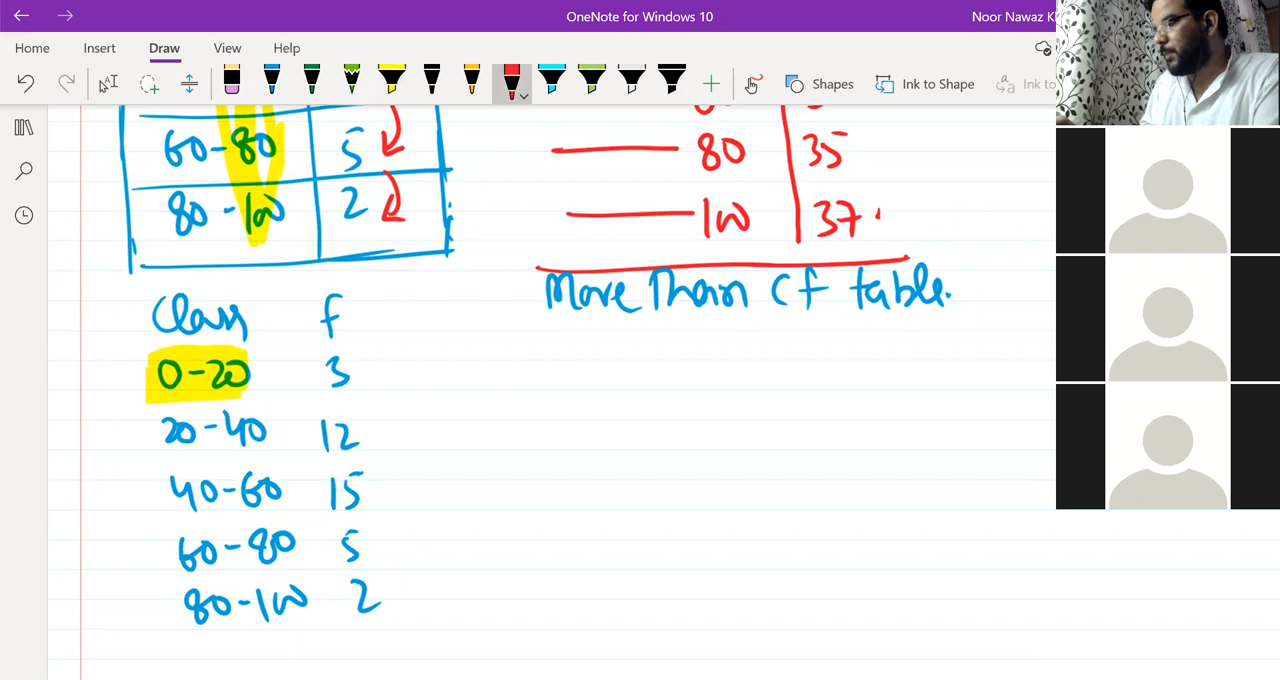 OneNote for Windows 10
Noor Nawaz K
Home Insert Draw View Help
Shapes Ink to Shape Ink to
60-80 5
80-100 2
80 35
100 37
More Than Cf table.
Class f
0-20 3
20-40 12
40-60 15
60-80 5
80-100 2